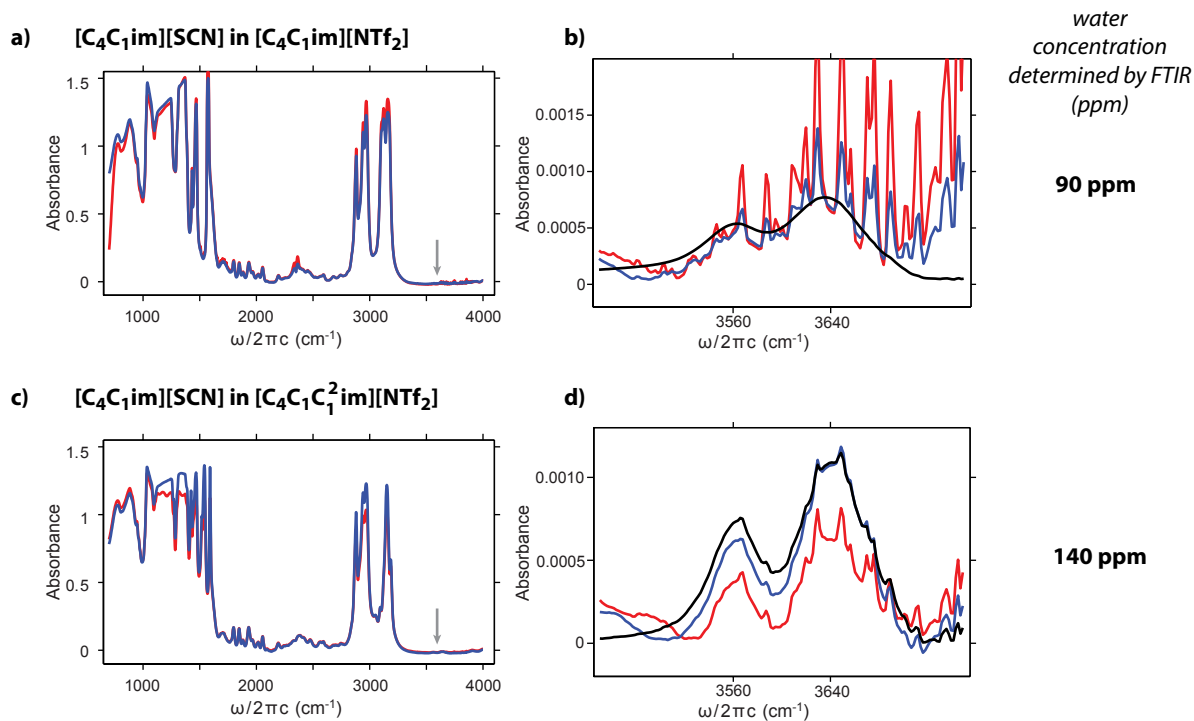 a) [C₄C₁im][SCN] in [C₄C₁im][NTf₂]
1.5
1
0.5
0
Absorbance
1000 2000 3000 4000
ω/2πc (cm⁻¹)
b)
0.0015
0.0010
0.0005
0
Absorbance
3560 3640
ω/2πc (cm⁻¹)
water
concentration
determined by FTIR
(ppm)
90 ppm
c) [C₄C₁im][SCN] in [C₄C₁C₁²im][NTf₂]
1.5
1
0.5
0
Absorbance
1000 2000 3000 4000
ω/2πc (cm⁻¹)
d)
0.0010
0.0005
0
Absorbance
3560 3640
ω/2πc (cm⁻¹)
140 ppm